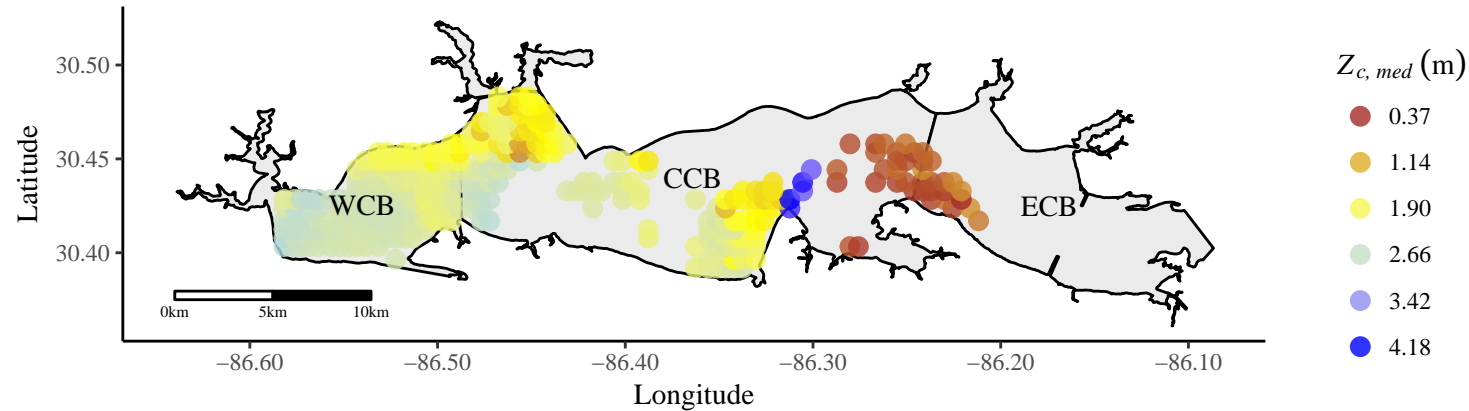 30.50
30.45
30.40
Latitude
WCB
CCB
ECB
0km 5km 10km
−86.60 −86.50 −86.40 −86.30 −86.20 −86.10
Longitude
Zc, med (m)
0.37
1.14
1.90
2.66
3.42
4.18